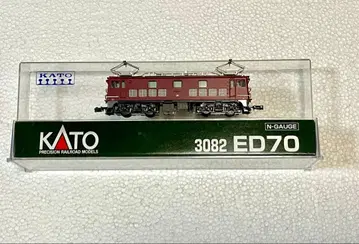 KATO
N-GAUGE
KATO
PRECISION RAILROAD MODELS
3082 ED70